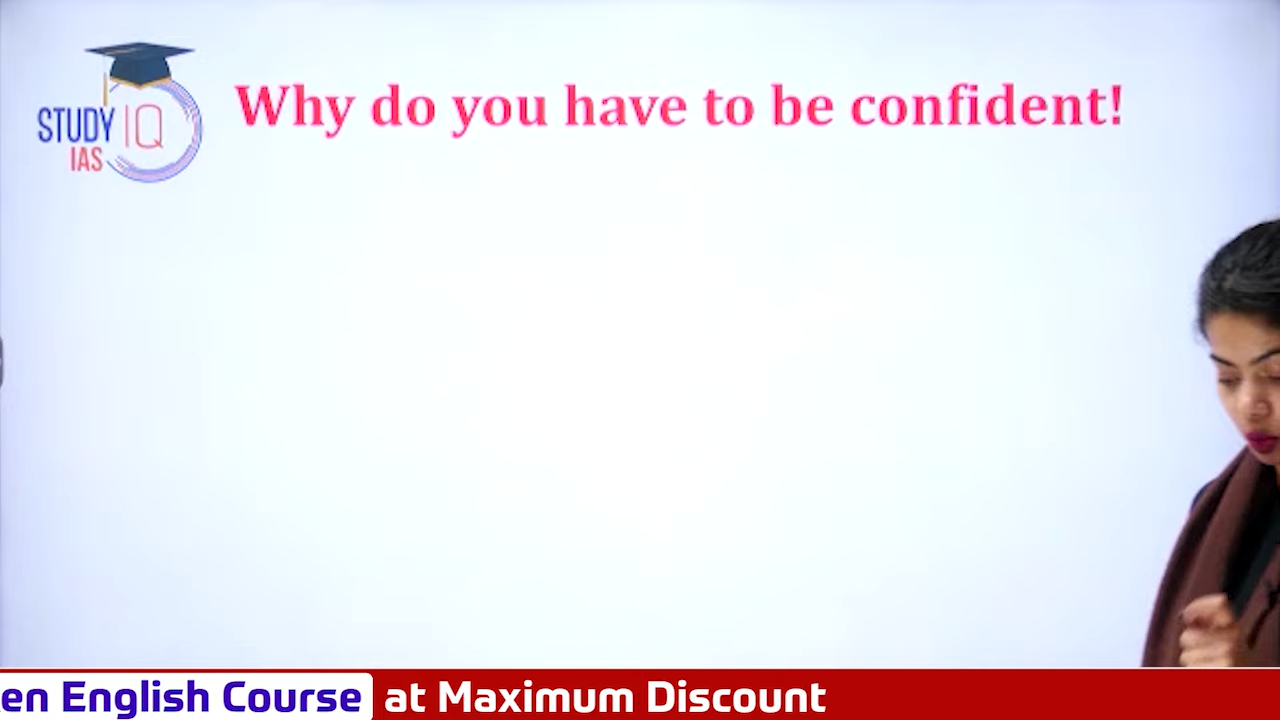 STUDY IQ
IAS
Why do you have to be confident!
en English Course at Maximum Discount